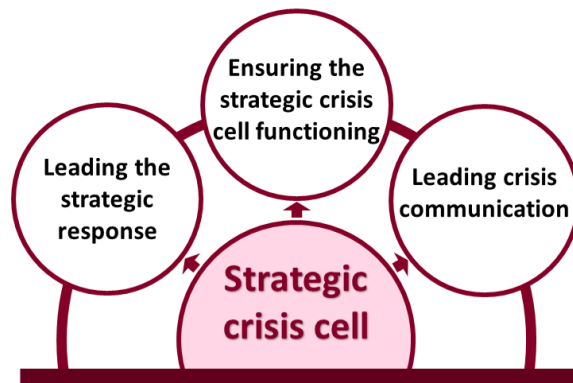 Ensuring the
strategic crisis
cell functioning
Leading the
strategic
response
Leading crisis
communication
Strategic
crisis cell